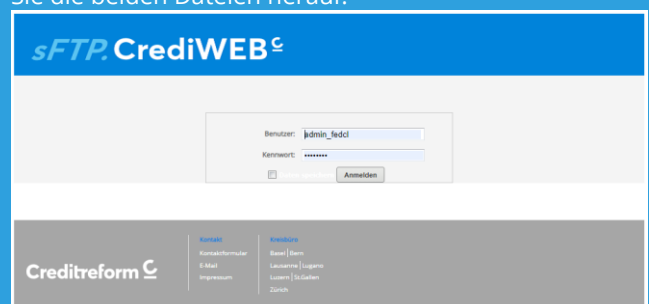 Sie die beiden Dateien herauf.
sFTP.CrediWEB
Benutzer: admin_fedcl
Kennwort: ••••••••
Anmelden
Kontakt
Kontaktformular
E-Mail
Impressum
Kreisbüro
Basel | Bern
Lausanne | Lugano
Luzern | St.Gallen
Zürich
Creditreform C